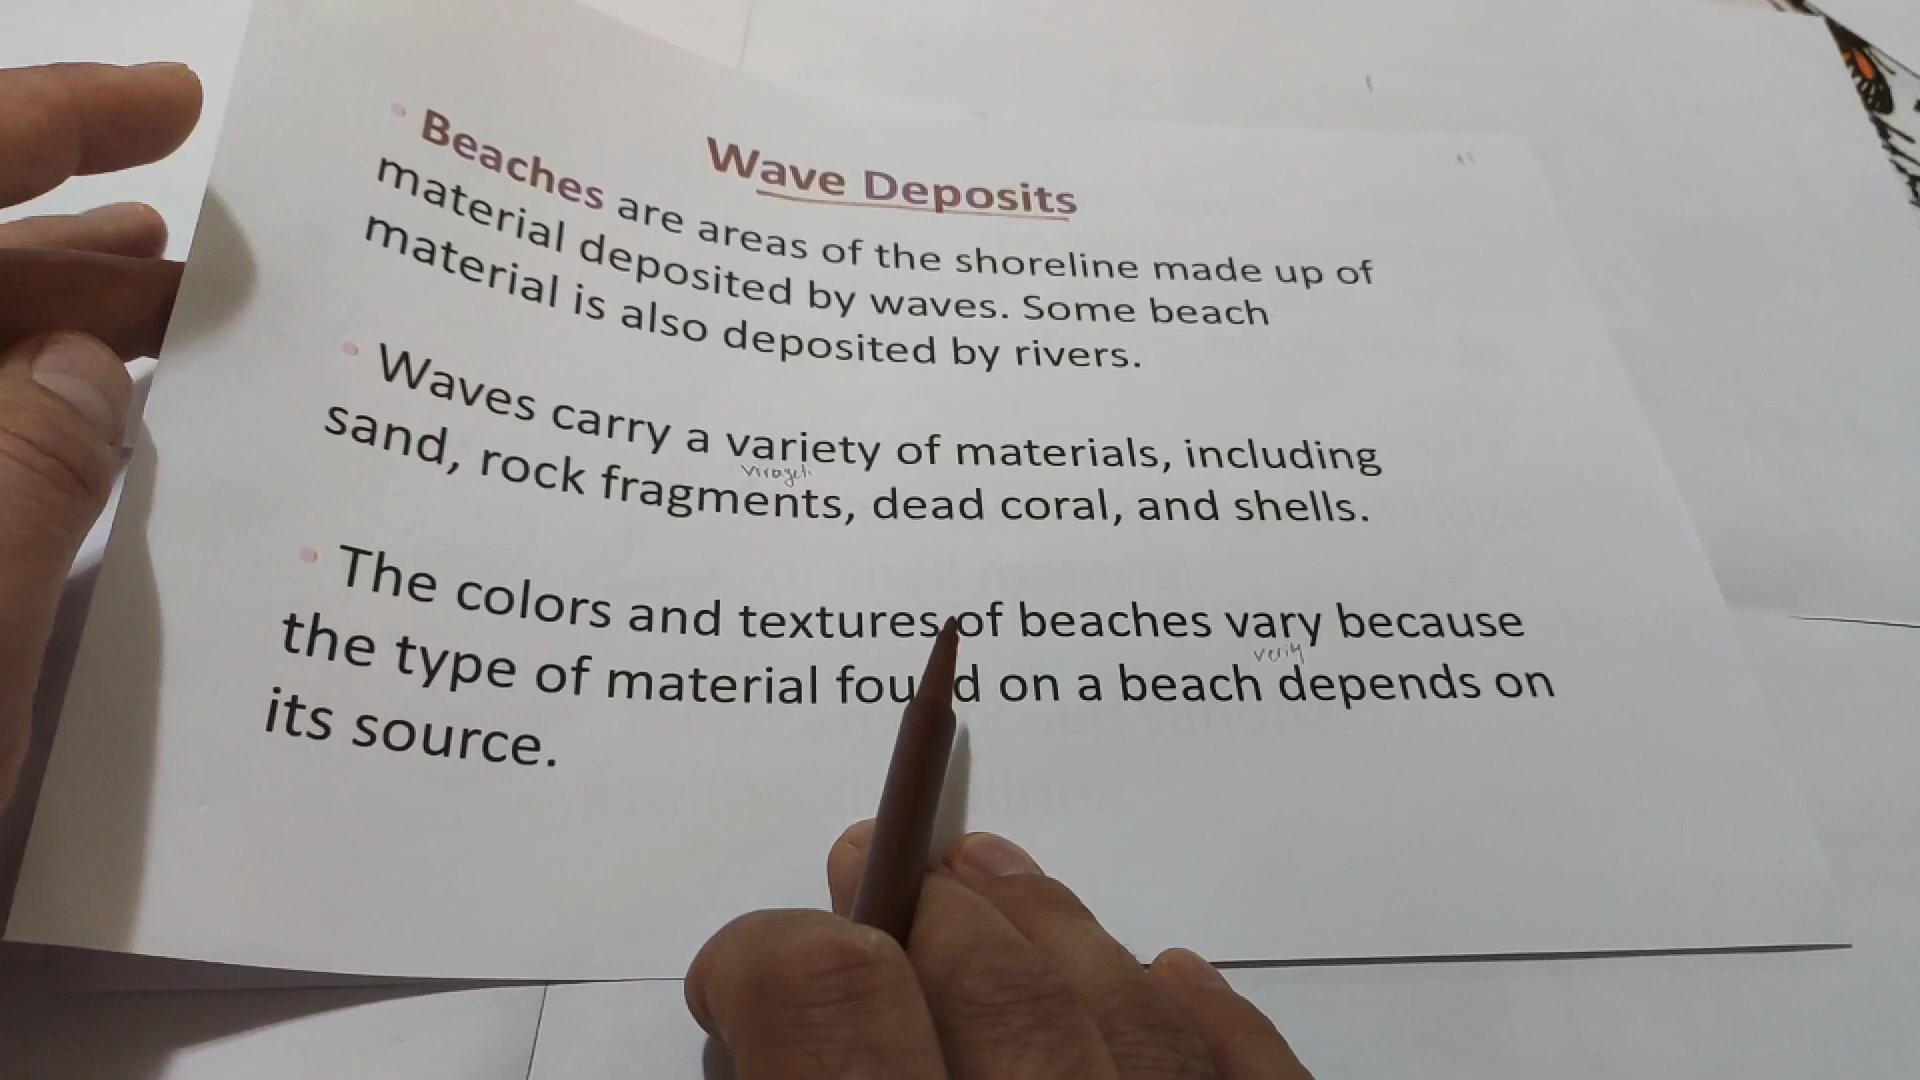 Wave Deposits
• Beaches are areas of the shoreline made up of
material deposited by waves. Some beach
material is also deposited by rivers.
• Waves carry a variety of materials, including
sand, rock fragments, dead coral, and shells.
• The colors and textures of beaches vary because
the type of material found on a beach depends on
its source.